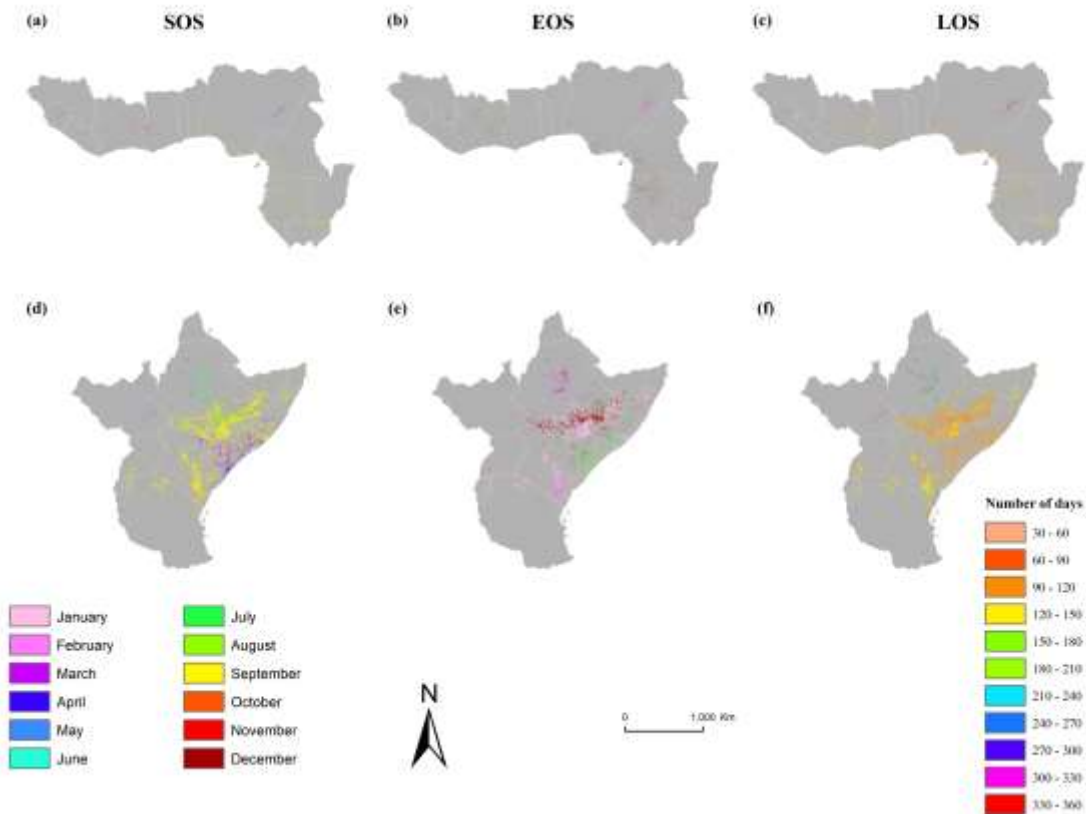 (a) SOS (b) EOS (c) LOS
(d) (e) (f)
Number of days
30 - 60
60 - 90
90 - 120
120 - 150
150 - 180
180 - 210
210 - 240
240 - 270
270 - 300
300 - 330
330 - 360
January
February
March
April
May
June
July
August
September
October
November
December
N
0 1,000 Km